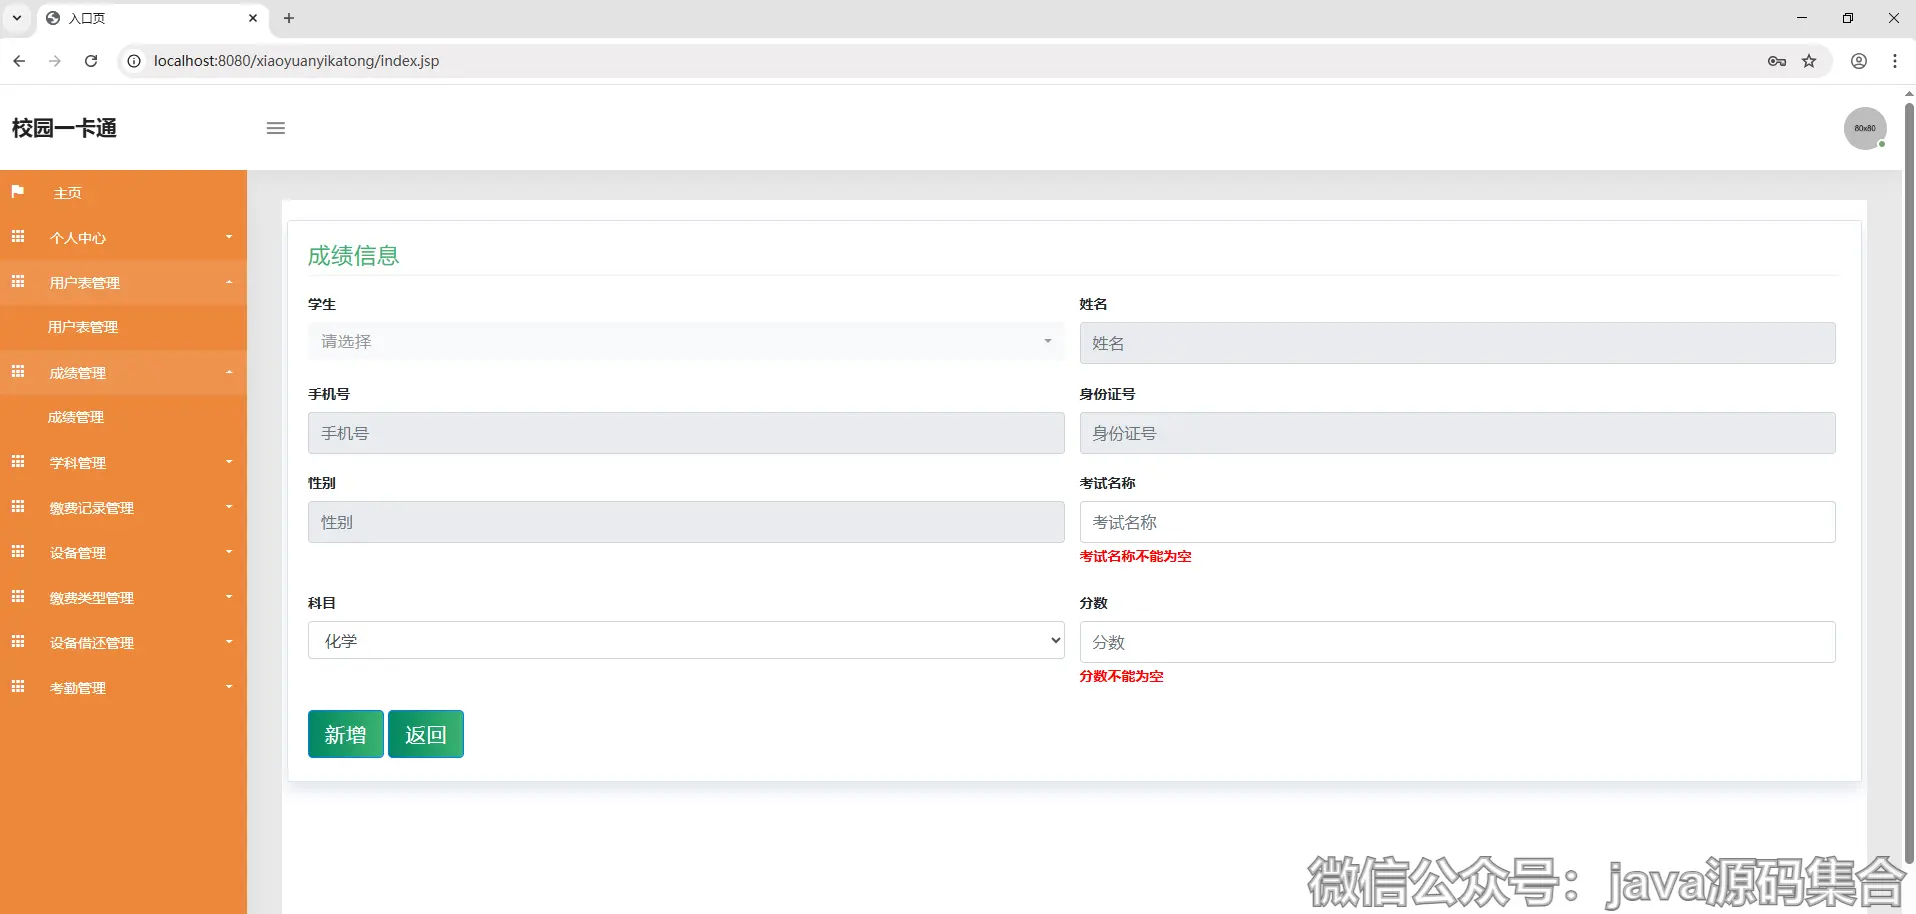 入口页
localhost:8080/xiaoyuanyikatong/index.jsp
校园一卡通
80x80
主页
个人中心
用户表管理
用户表管理
成绩管理
成绩管理
学科管理
缴费记录管理
设备管理
缴费类型管理
设备借还管理
考勤管理
成绩信息
学生
请选择
姓名
姓名
手机号
手机号
身份证号
身份证号
性别
性别
考试名称
考试名称
考试名称不能为空
科目
化学
分数
分数
分数不能为空
新增
返回
微信公众号：java源码集合